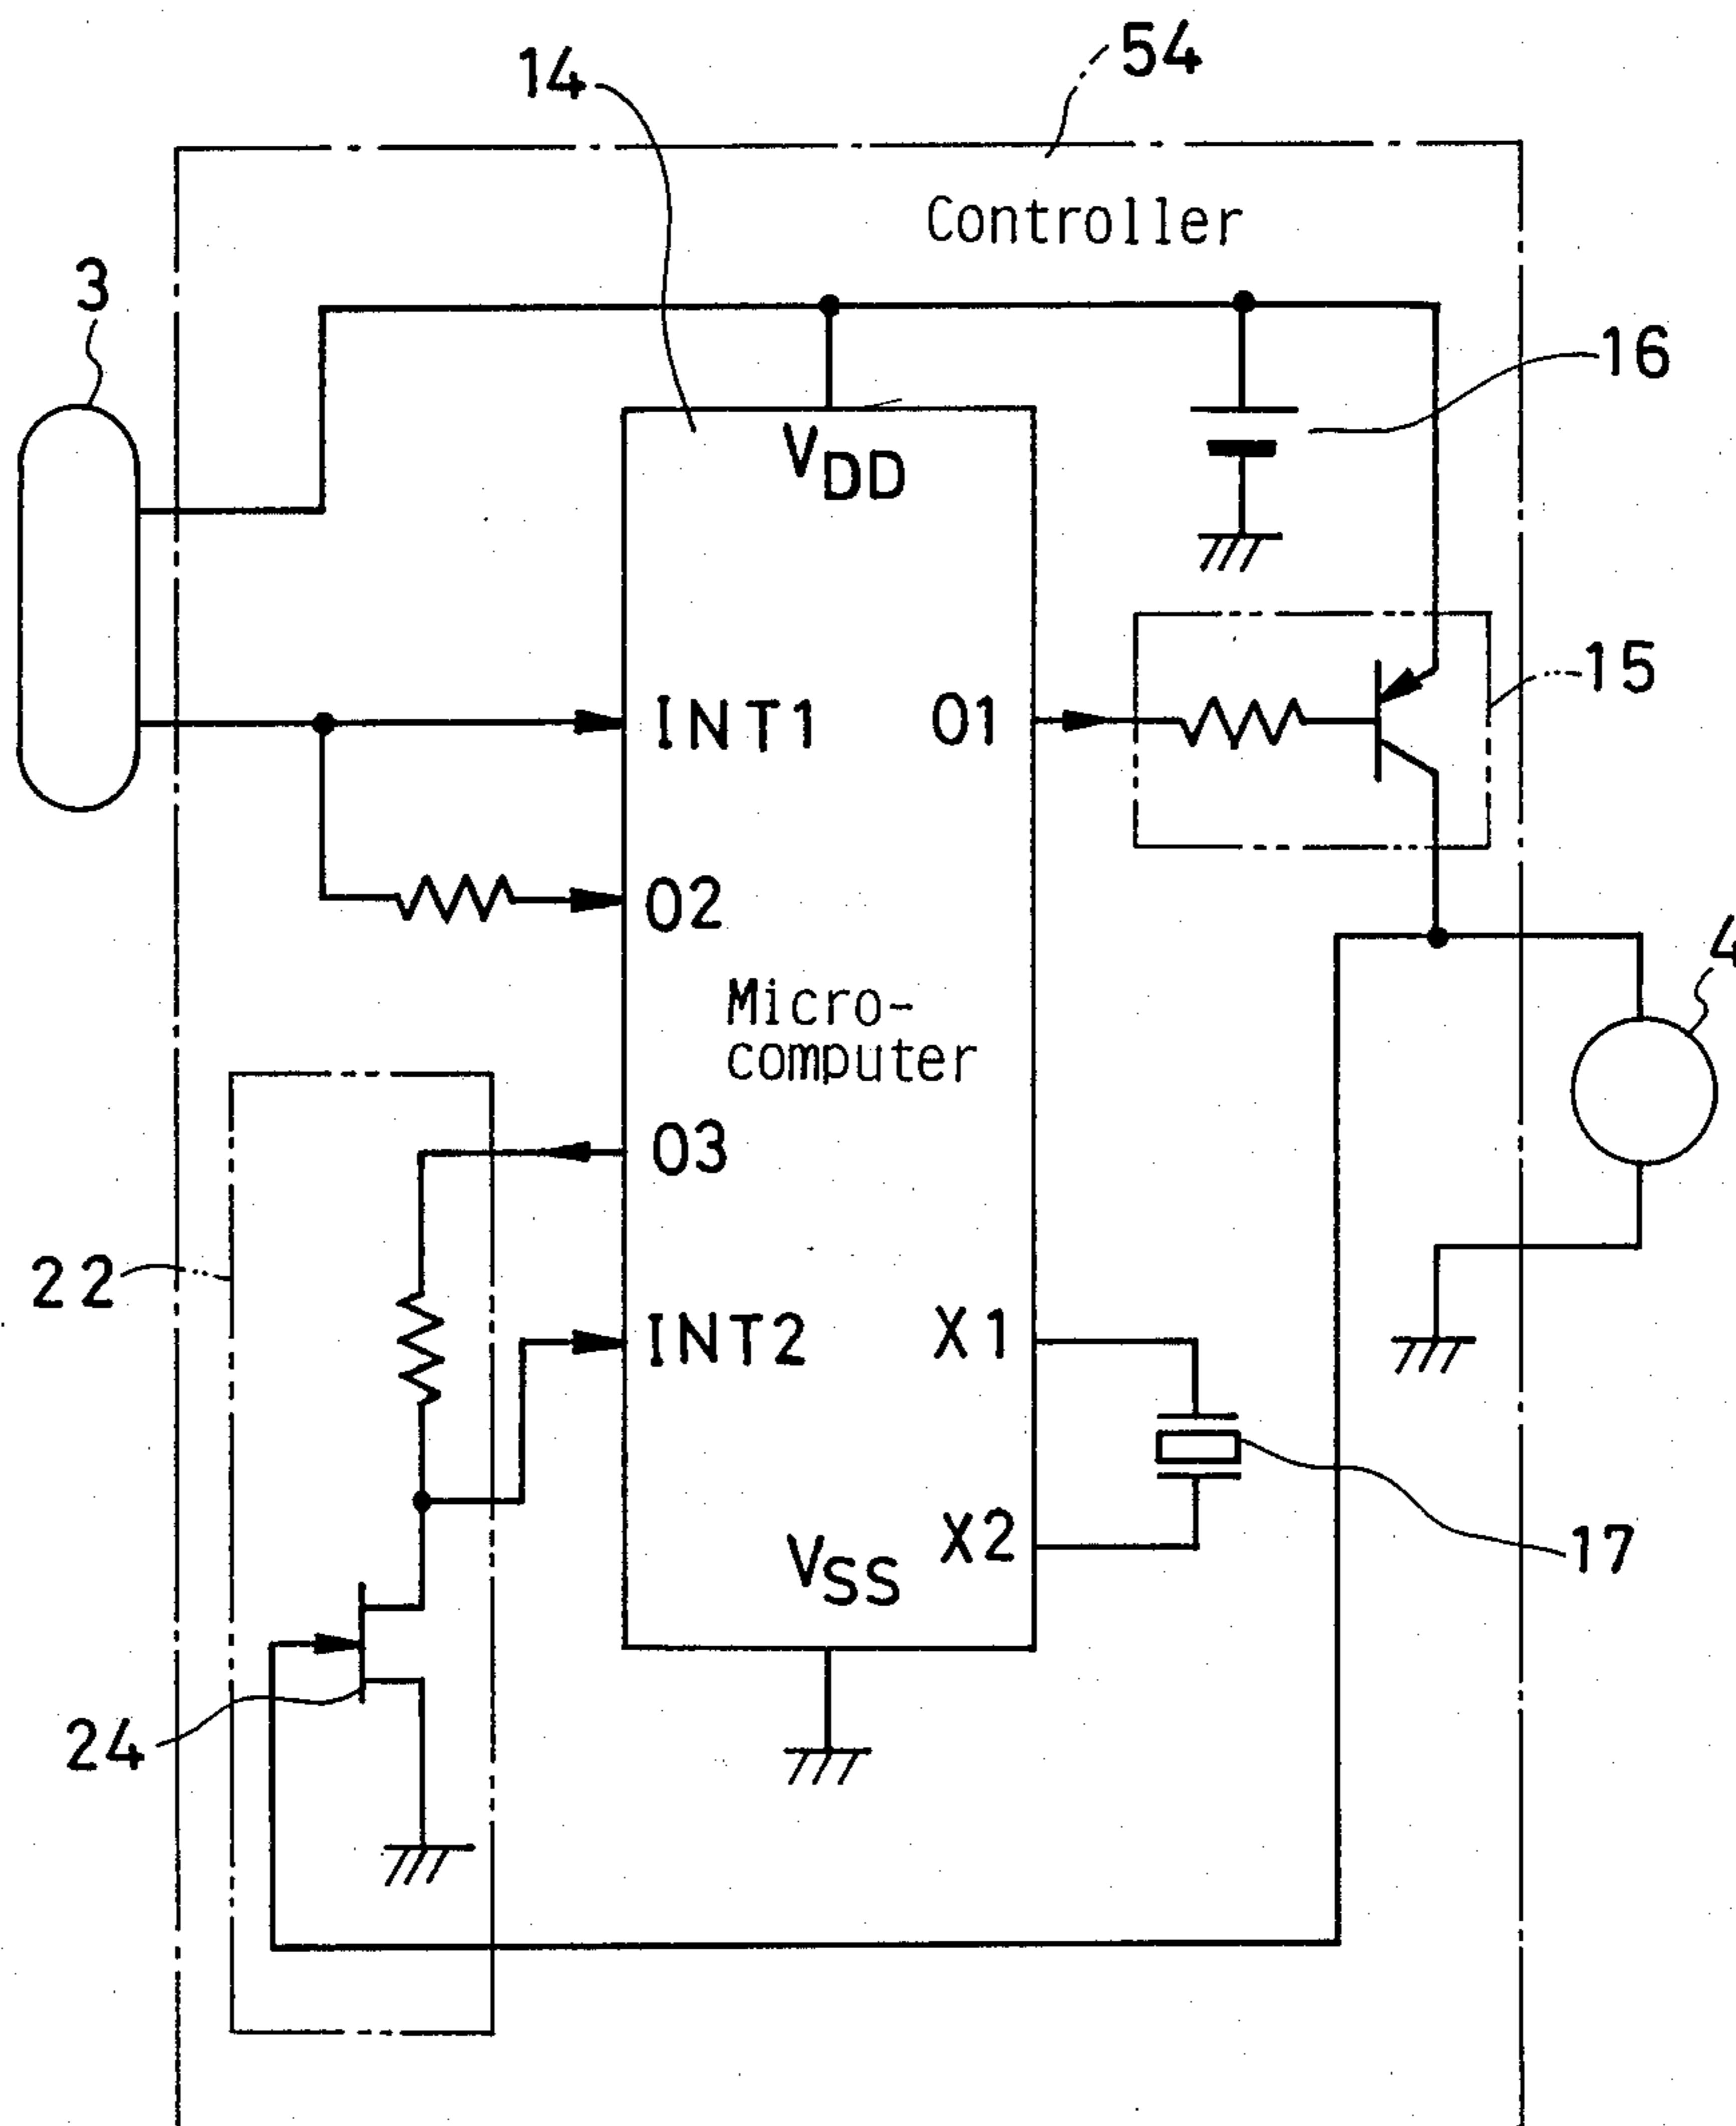 54
14
Controller
3
16
VDD
15
INT1
O1
O2
4
Micro-
computer
O3
22
INT2
X1
X2
17
VSS
24